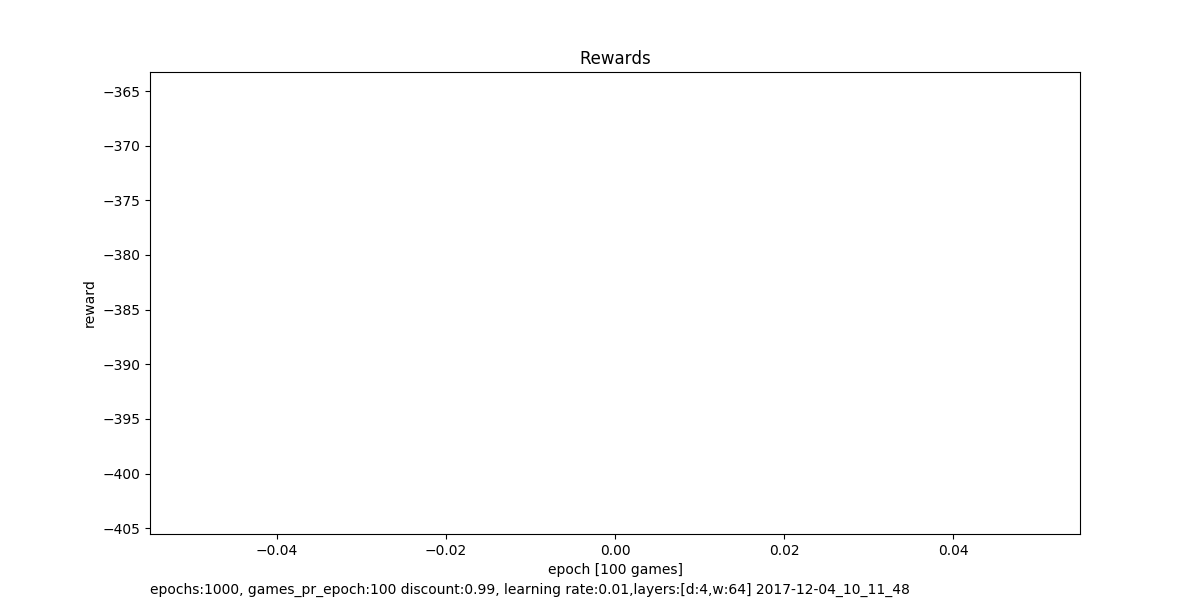 Rewards
−365
−370
−375
−380
−385
−390
−395
−400
−405
reward
−0.04 −0.02 0.00 0.02 0.04
epoch [100 games]
epochs:1000, games_pr_epoch:100 discount:0.99, learning rate:0.01,layers:[d:4,w:64] 2017-12-04_10_11_48